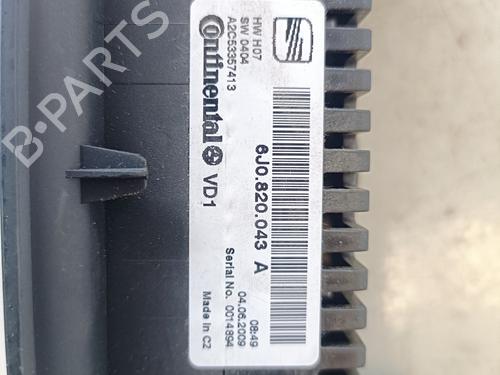 HW H07
SW 0404
A2C53357413
Continental VD1
6J0.820.043 A
08:49
04.06.2009
Serial No. 0014894
Made in CZ
B-PARTS